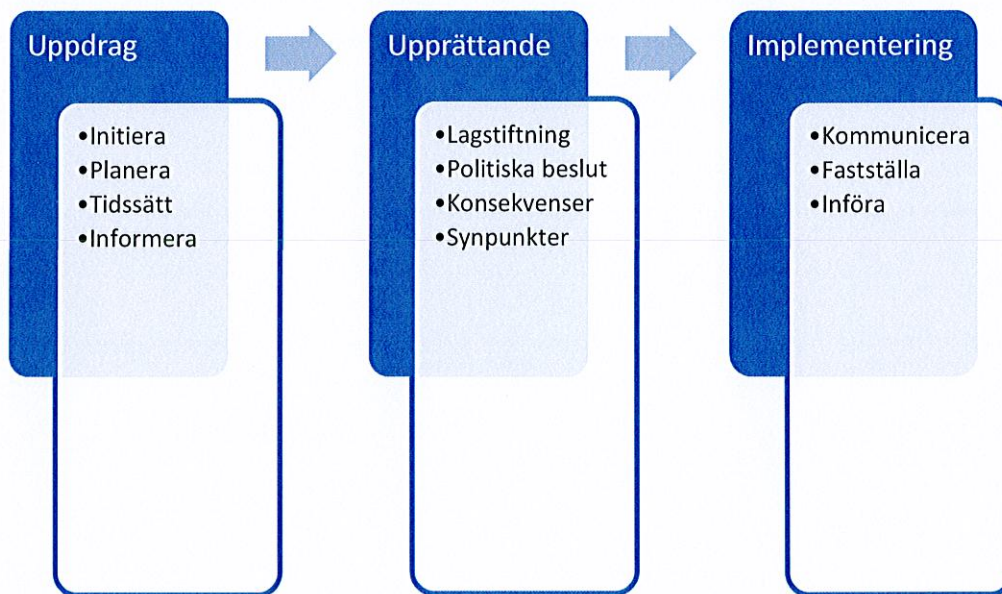 Uppdrag
•Initiera
•Planera
•Tidssätt
•Informera
Upprättande
•Lagstiftning
•Politiska beslut
•Konsekvenser
•Synpunkter
Implementering
•Kommunicera
•Fastställa
•Införa